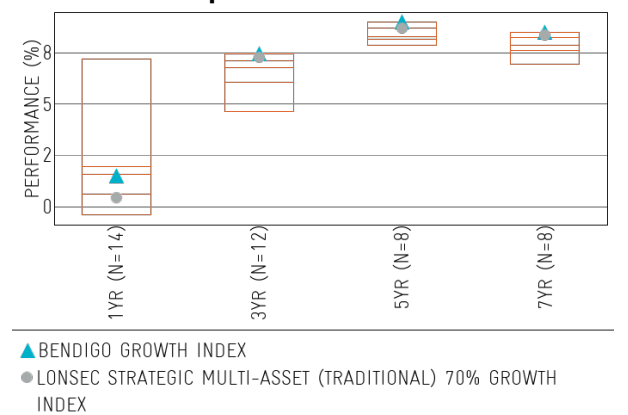 PERFORMANCE (%)
8
5
2
0
1YR (N=14)
3YR (N=12)
5YR (N=8)
7YR (N=8)
BENDIGO GROWTH INDEX
LONSEC STRATEGIC MULTI-ASSET (TRADITIONAL) 70% GROWTH
INDEX